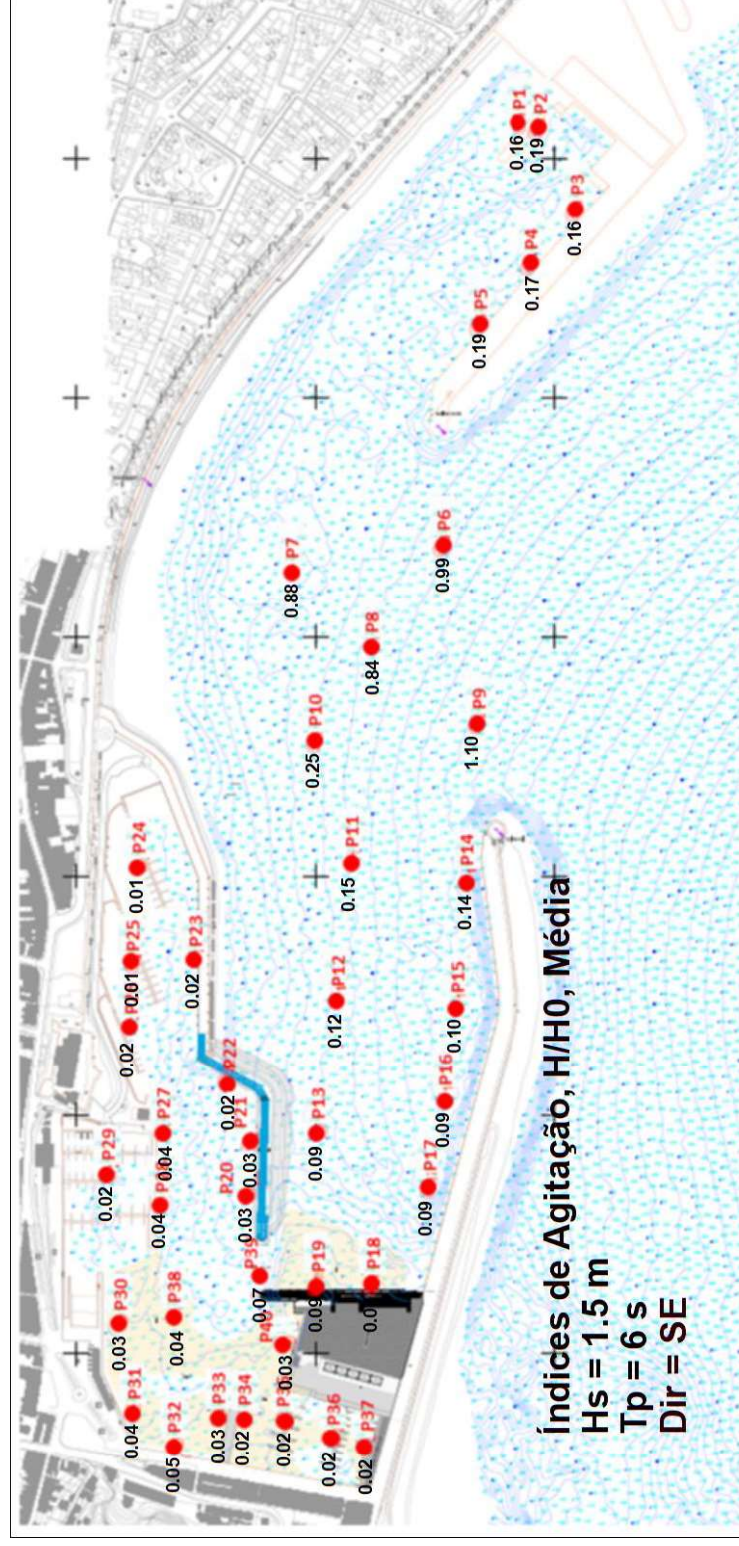 Índices de Agitação, H/H0, Média
Hs = 1.5 m
Tp = 6 s
Dir = SE
P1
0.16
P2
0.19
P3
0.16
P4
0.17
P5
0.19
P6
0.99
P7
0.88
P8
0.84
P9
1.10
P10
0.25
P11
0.15
P12
0.12
P13
0.09
P14
0.14
P15
0.10
P16
0.09
P17
0.09
P18
P19
0.09
P20
0.03
P21
0.03
P22
0.02
P23
0.02
P24
0.01
P25
0.01
0.02
P27
0.04
0.04
P29
0.02
P30
0.03
P31
0.04
P32
0.05
P33
0.03
P34
0.02
0.02
P36
0.02
P37
0.02
P38
0.04
P39
0.07
0.03